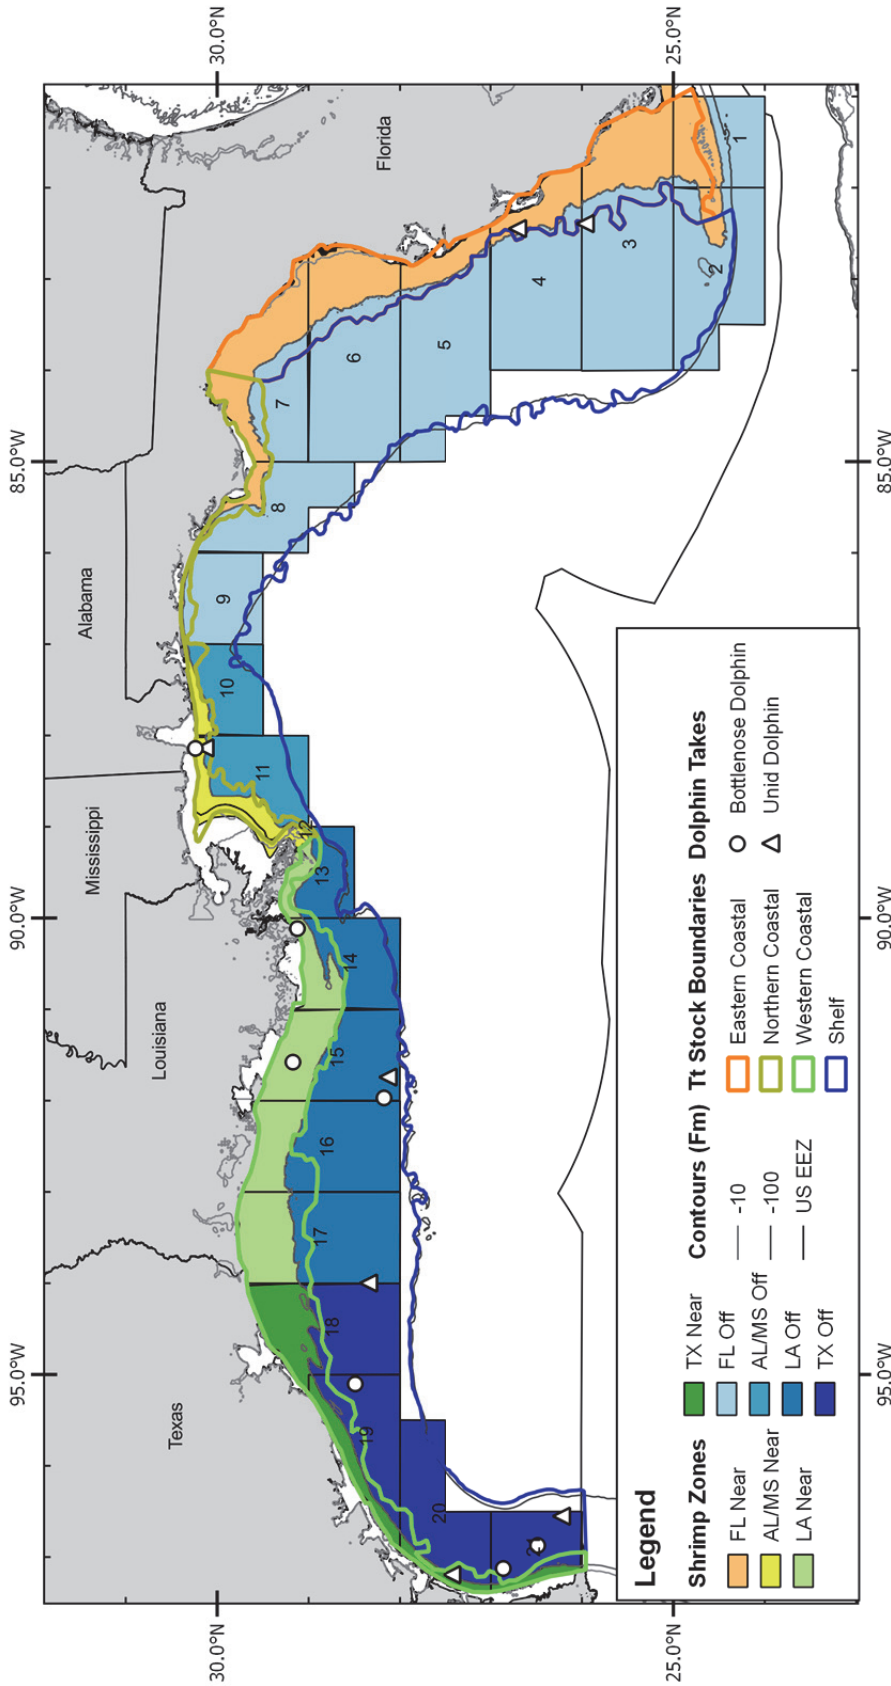 85.0°W
90.0°W
95.0°W
30.0°N
25.0°N
30.0°N
25.0°N
85.0°W
90.0°W
95.0°W
Texas
Louisiana
Mississippi
Alabama
Florida
1
2
3
4
5
6
7
8
9
10
11
12
13
14
15
16
17
18
19
20
21
Legend
Shrimp Zones
FL Near
AL/MS Near
LA Near
TX Near
FL Off
AL/MS Off
LA Off
TX Off
Contours (Fm)
-10
-100
US EEZ
Tt Stock Boundaries
Eastern Coastal
Northern Coastal
Western Coastal
Shelf
Dolphin Takes
Bottlenose Dolphin
Unid Dolphin